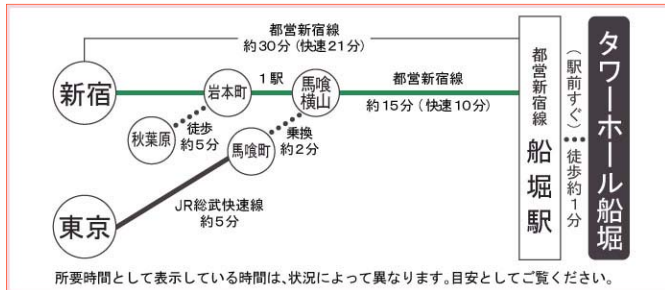 都営新宿線
約30分(快速21分)
新宿
岩本町
1駅
馬喰
横山
都営新宿線
約15分(快速10分)
秋葉原
徒歩
約5分
馬喰町
乗換
約2分
東京
JR総武快速線
約5分
都営新宿線 船堀駅
(駅前すぐ)
徒歩約1分
タワーホール船堀
所要時間として表示している時間は、状況によって異なります。目安としてご覧ください。